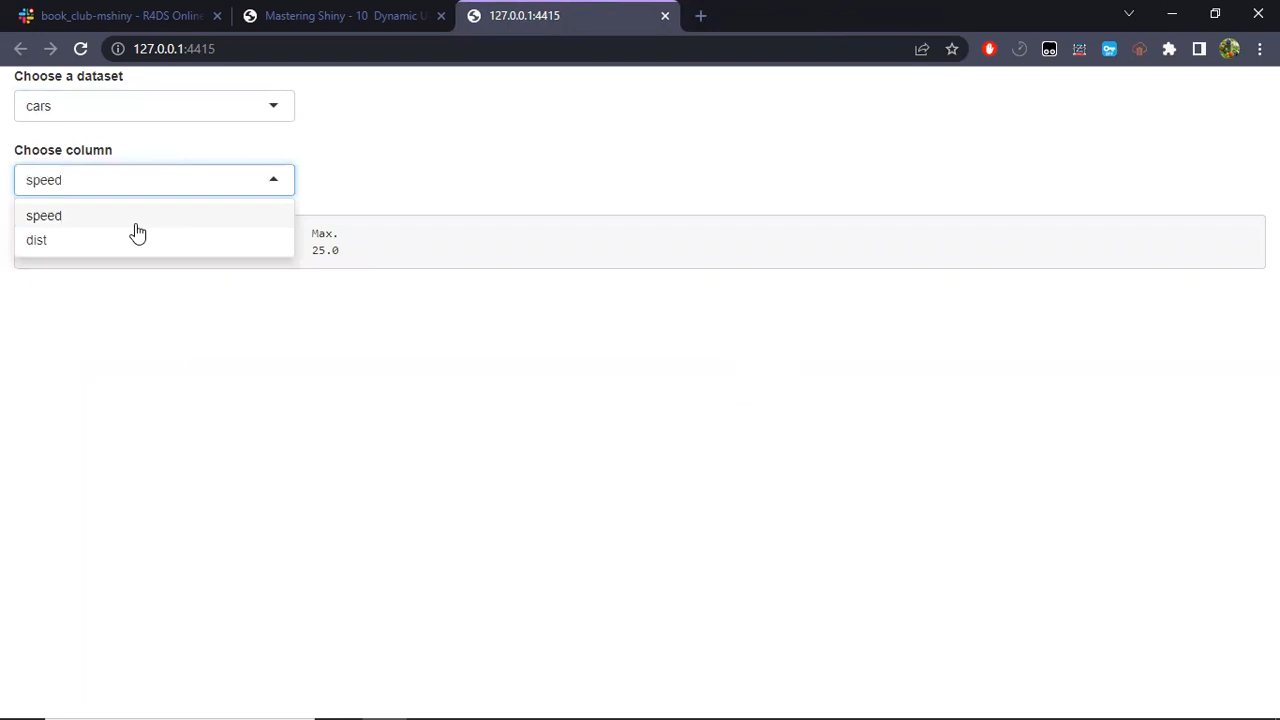 book_club-mshiny - R4DS Online
Mastering Shiny - 10 Dynamic U
127.0.0.1:4415
127.0.0.1:4415
Choose a dataset
cars
Choose column
speed
speed
dist
Max.
25.0